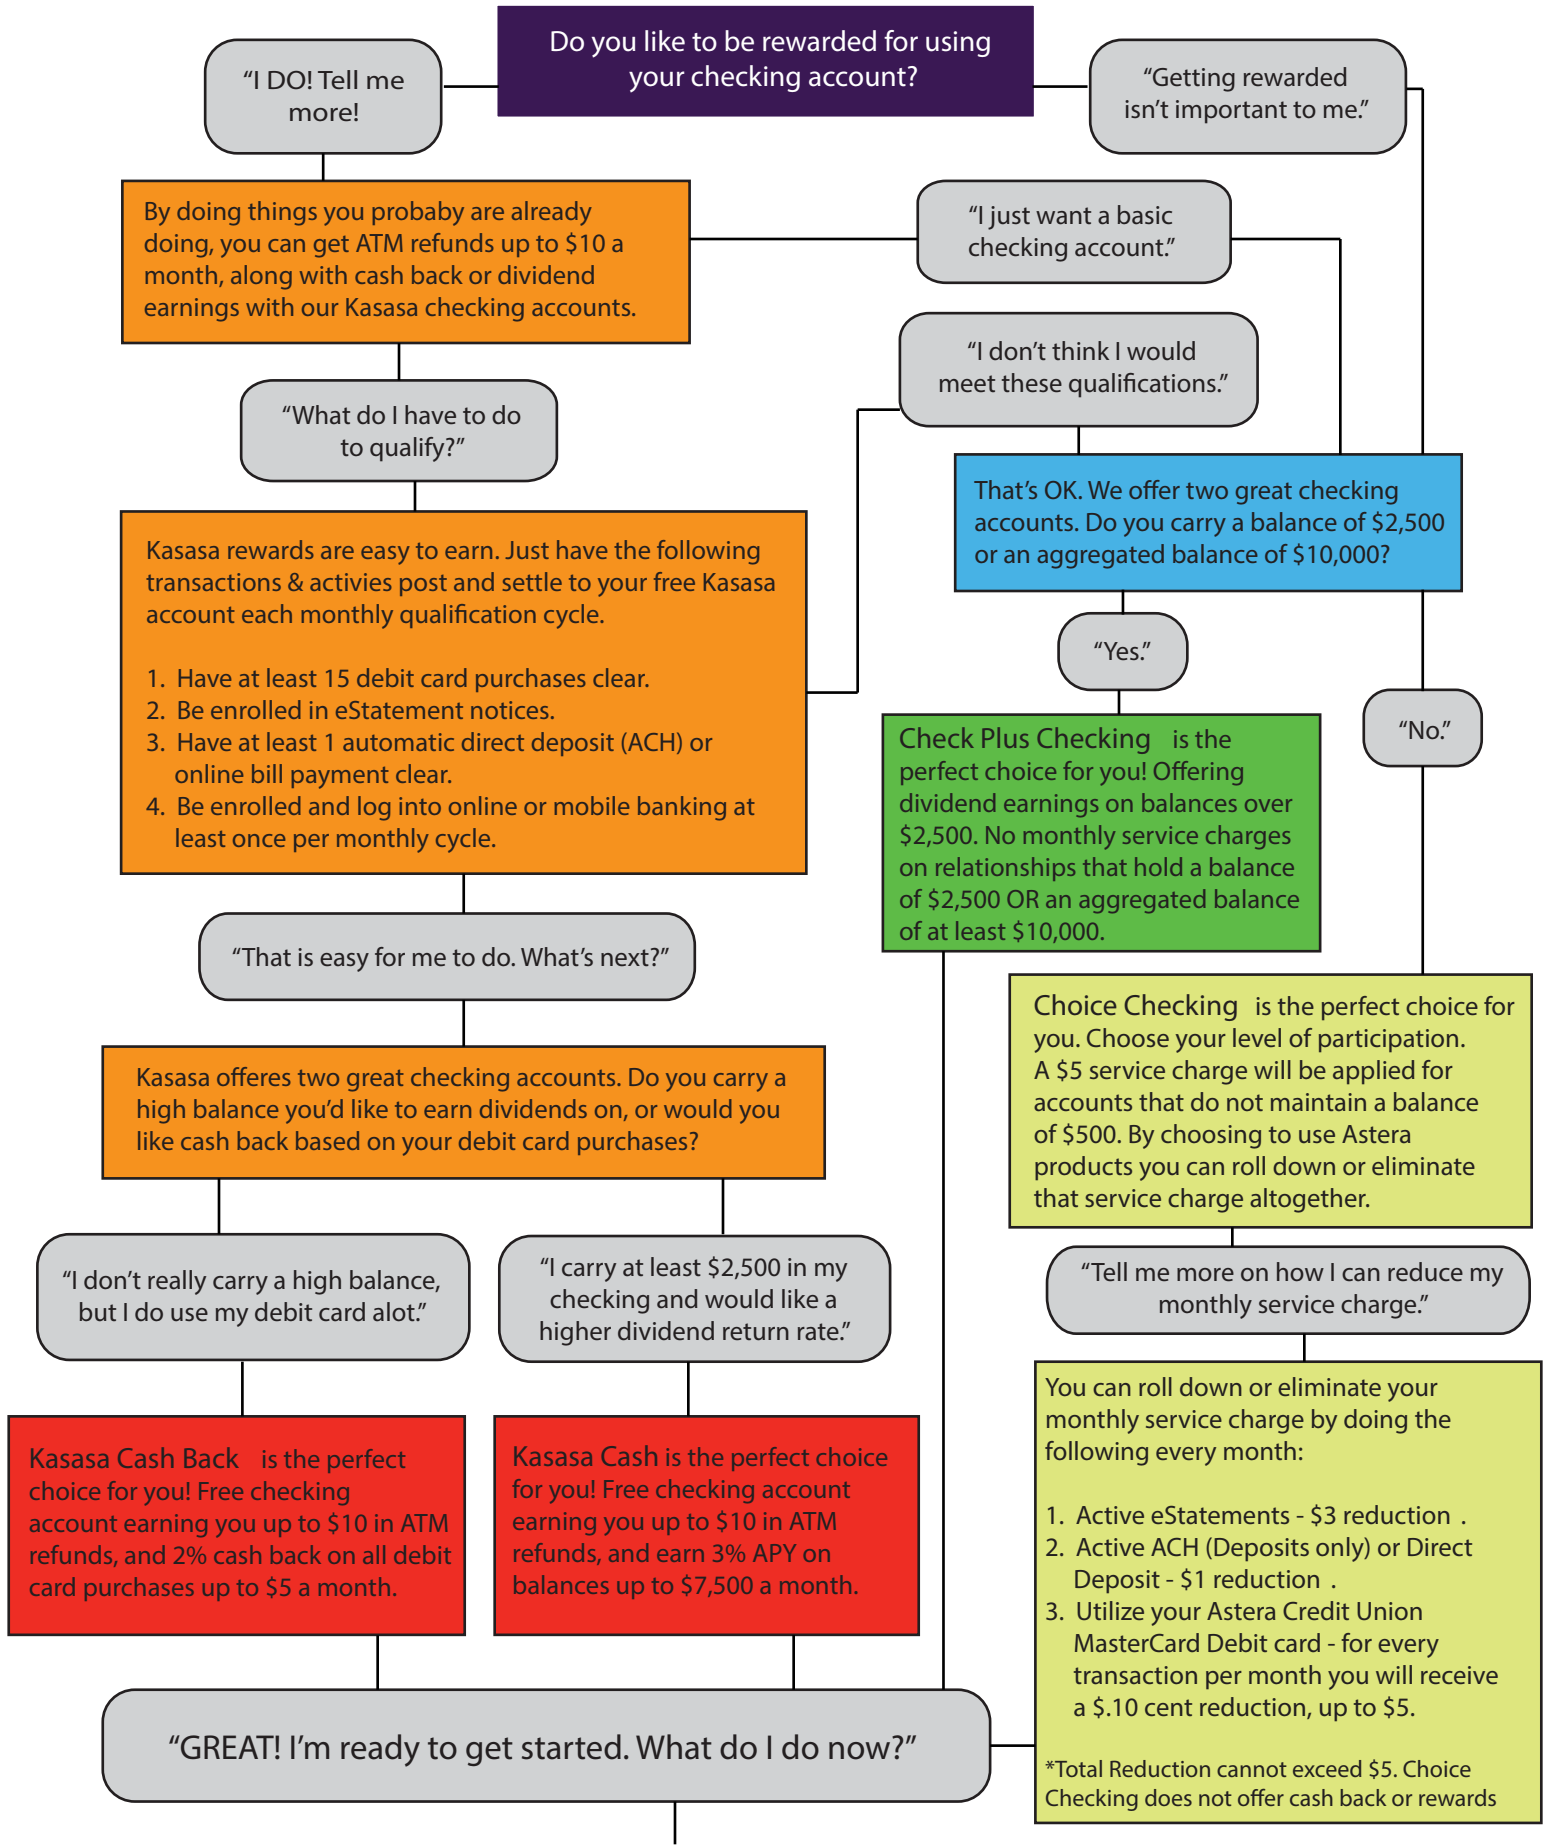 Do you like to be rewarded for using
your checking account?
“I DO! Tell me
more!
“Getting rewarded
isn’t important to me.”
By doing things you probaby are already
doing, you can get ATM refunds up to $10 a
month, along with cash back or dividend
earnings with our Kasasa checking accounts.
“I just want a basic
checking account.”
“I don’t think I would
meet these qualifications.”
“What do I have to do
to qualify?”
That’s OK. We offer two great checking
accounts. Do you carry a balance of $2,500
or an aggregated balance of $10,000?
Kasasa rewards are easy to earn. Just have the following
transactions & activies post and settle to your free Kasasa
account each monthly qualification cycle.
1. Have at least 15 debit card purchases clear.
2. Be enrolled in eStatement notices.
3. Have at least 1 automatic direct deposit (ACH) or
online bill payment clear.
4. Be enrolled and log into online or mobile banking at
least once per monthly cycle.
“Yes.”
“No.”
Check Plus Checking is the
perfect choice for you! Offering
dividend earnings on balances over
$2,500. No monthly service charges
on relationships that hold a balance
of $2,500 OR an aggregated balance
of at least $10,000.
“That is easy for me to do. What’s next?”
Choice Checking is the perfect choice for
you. Choose your level of participation.
A $5 service charge will be applied for
accounts that do not maintain a balance
of $500. By choosing to use Astera
products you can roll down or eliminate
that service charge altogether.
Kasasa offeres two great checking accounts. Do you carry a
high balance you’d like to earn dividends on, or would you
like cash back based on your debit card purchases?
“I don’t really carry a high balance,
but I do use my debit card alot.”
“I carry at least $2,500 in my
checking and would like a
higher dividend return rate.”
“Tell me more on how I can reduce my
monthly service charge.”
Kasasa Cash Back is the perfect
choice for you! Free checking
account earning you up to $10 in ATM
refunds, and 2% cash back on all debit
card purchases up to $5 a month.
Kasasa Cash is the perfect choice
for you! Free checking account
earning you up to $10 in ATM
refunds, and earn 3% APY on
balances up to $7,500 a month.
You can roll down or eliminate your
monthly service charge by doing the
following every month:
1. Active eStatements - $3 reduction .
2. Active ACH (Deposits only) or Direct
Deposit - $1 reduction .
3. Utilize your Astera Credit Union
MasterCard Debit card - for every
transaction per month you will receive
a $.10 cent reduction, up to $5.
*Total Reduction cannot exceed $5. Choice
Checking does not offer cash back or rewards
“GREAT! I’m ready to get started. What do I do now?”